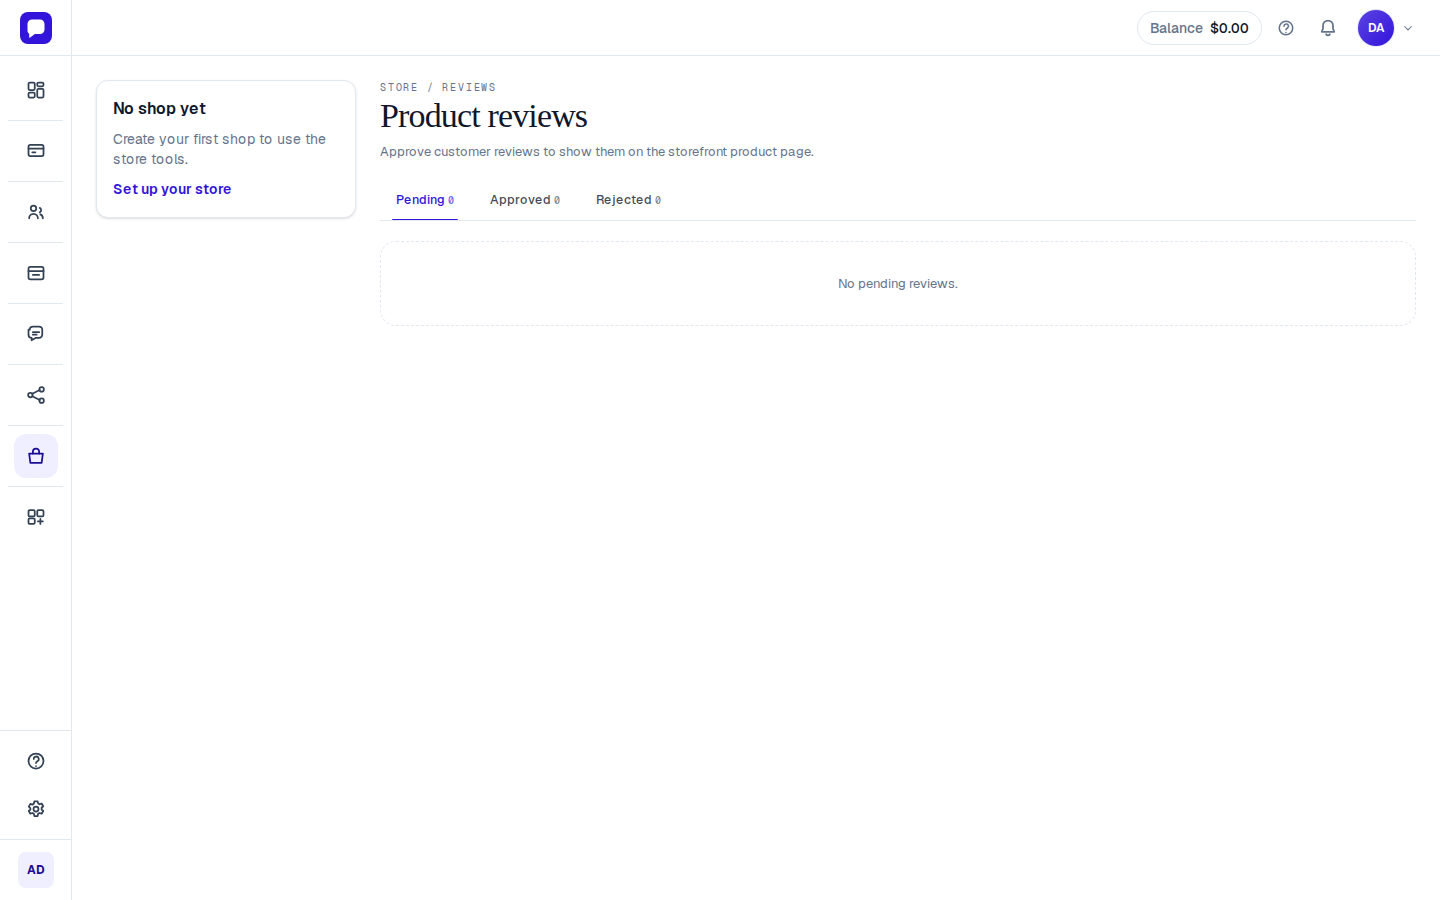 Balance $0.00
DA
No shop yet
Create your first shop to use the
store tools.
Set up your store
STORE / REVIEWS
Product reviews
Approve customer reviews to show them on the storefront product page.
Pending 0
Approved 0
Rejected 0
No pending reviews.
AD